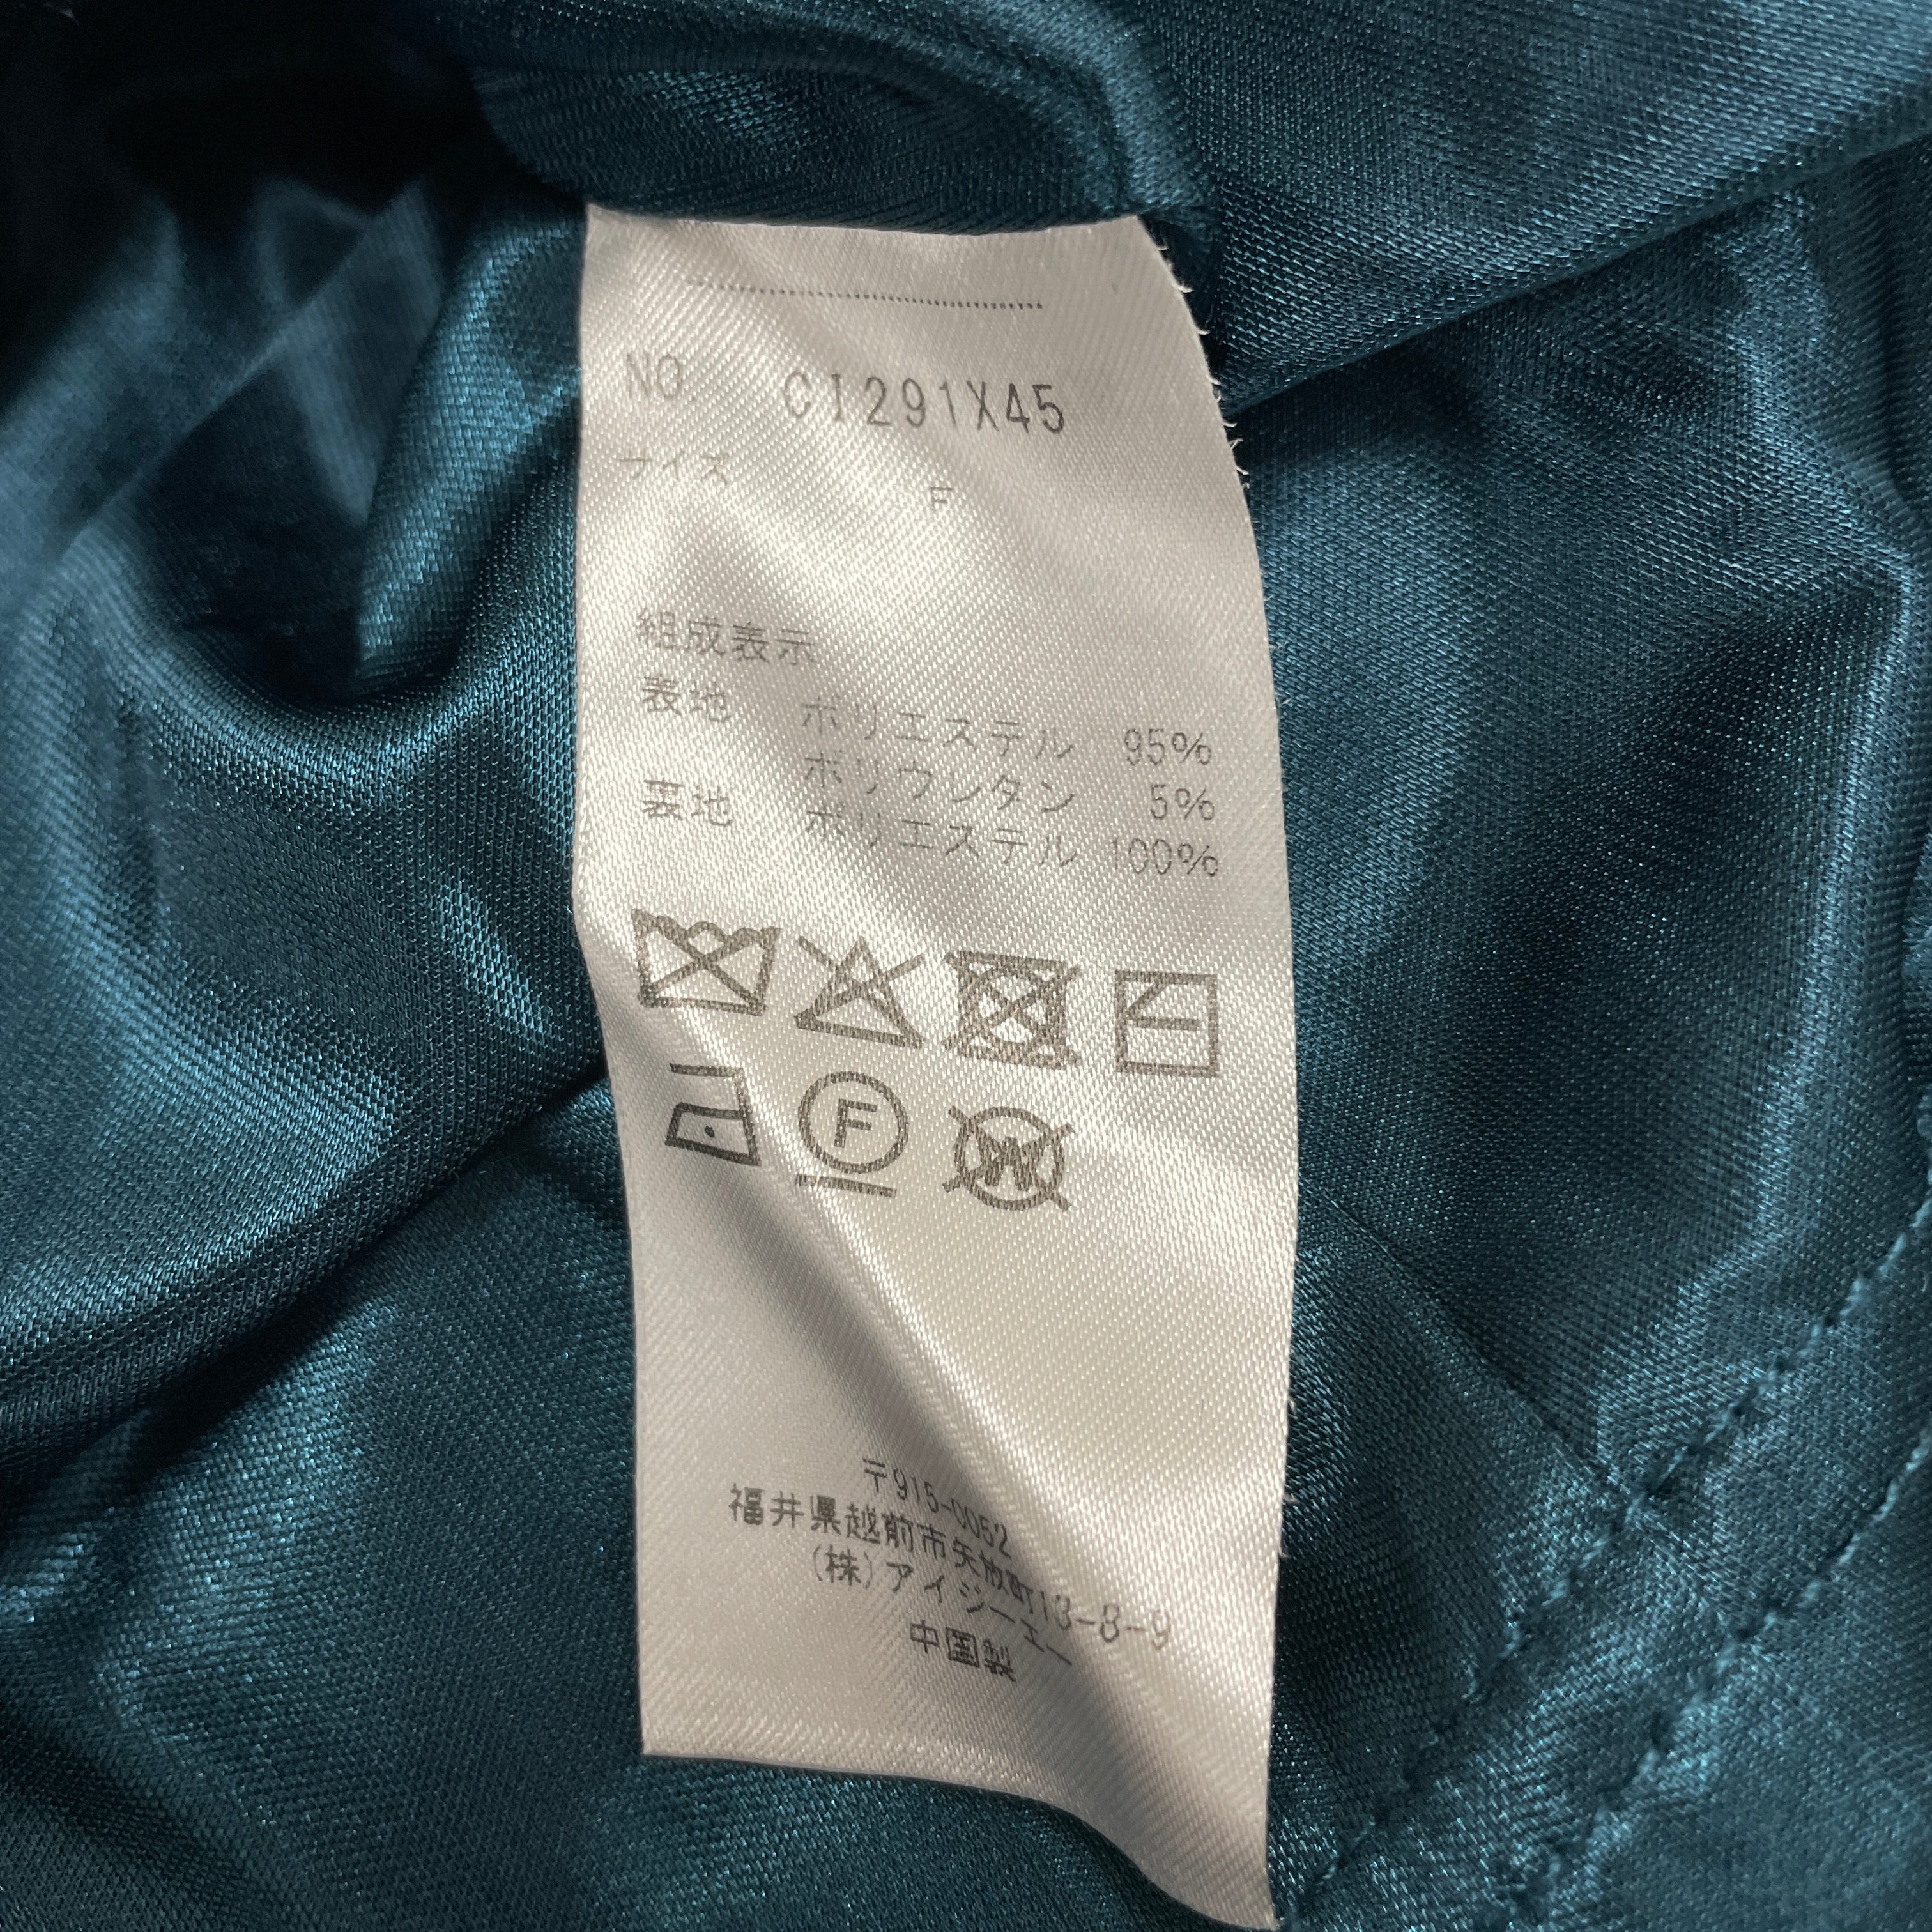 NO CI291X45
サイズ F
組成表示
表地 ポリエステル 95%
ポリウレタン 5%
裏地 ポリエステル 100%
F
W
〒915-0052
福井県越前市矢放町13-8-9
(株)アイジーエー
中国製